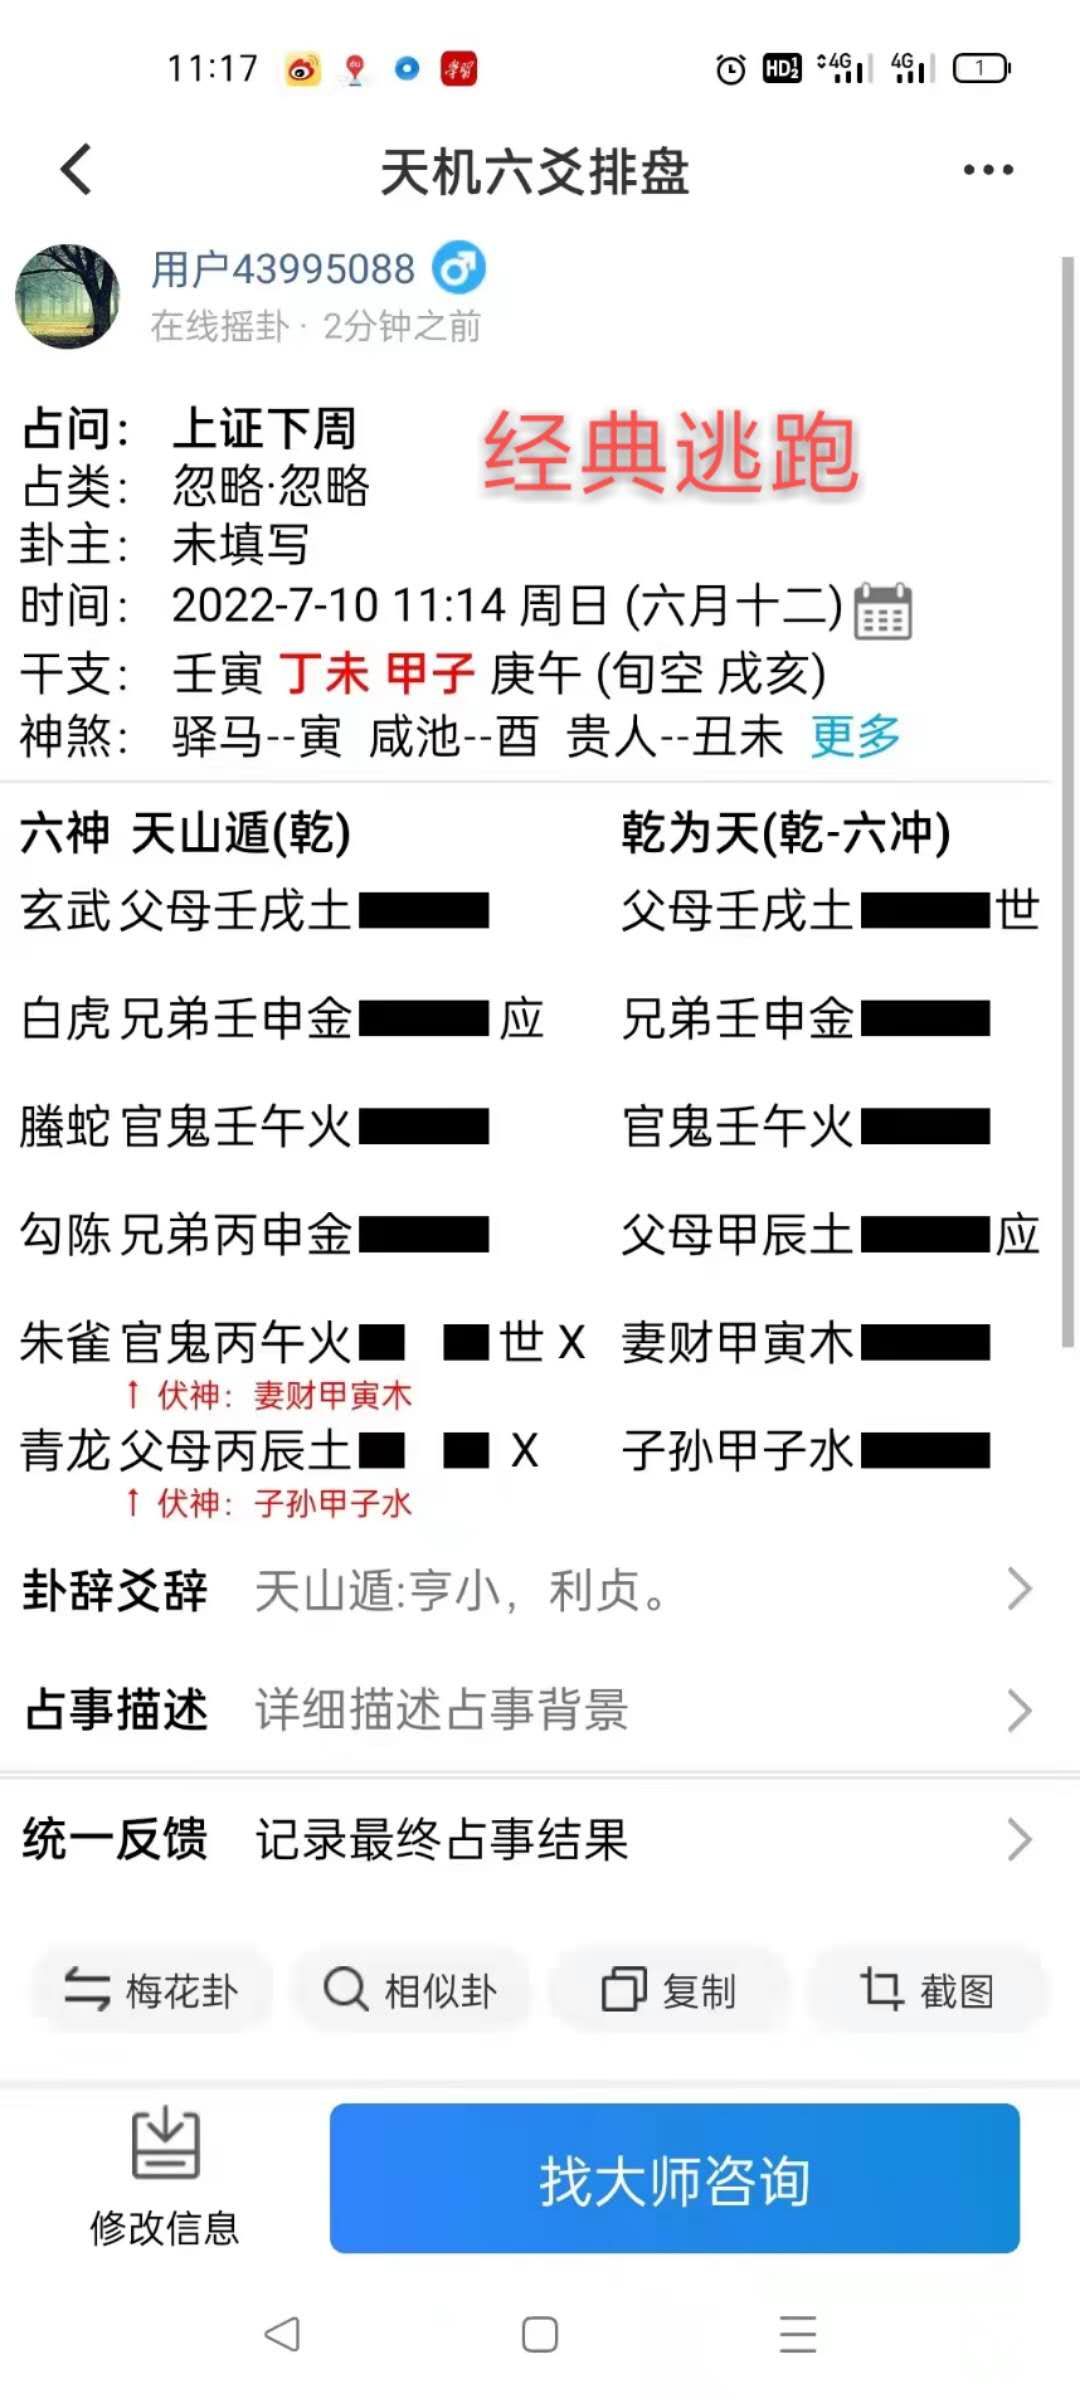 11:17 du 学习 HD 1 2 4G 4G 1
天机六爻排盘
用户43995088
在线摇卦· 2分钟之前
占问： 上证下周
经典逃跑
占类： 忽略·忽略
卦主： 未填写
时间： 2022-7-10 11:14 周日 (六月十二)
干支： 壬寅 丁未 甲子 庚午 (旬空 戌亥)
神煞： 驿马--寅 咸池--酉 贵人--丑未 更多
六神 天山遁(乾) 乾为天(乾-六冲)
玄武 父母壬戌土 父母壬戌土 世
白虎 兄弟壬申金 应 兄弟壬申金
螣蛇 官鬼壬午火 官鬼壬午火
勾陈 兄弟丙申金 父母甲辰土 应
朱雀 官鬼丙午火 世 X 妻财甲寅木
↑ 伏神：妻财甲寅木
青龙 父母丙辰土 X 子孙甲子水
↑ 伏神：子孙甲子水
卦辞爻辞 天山遁:亨小，利贞。
占事描述 详细描述占事背景
统一反馈 记录最终占事结果
梅花卦 相似卦 复制 截图
修改信息 找大师咨询